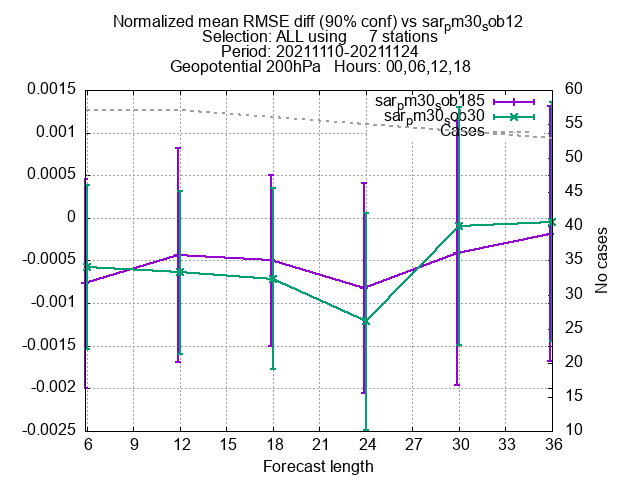 Normalized mean RMSE diff (90% conf) vs sarpm30sob12
Selection: ALL using 7 stations
Period: 20211110-20211124
Geopotential 200hPa Hours: 00,06,12,18
sarpm30sob185
sarpm30sob30
Cases
0.0015
0.001
0.0005
0
-0.0005
-0.001
-0.0015
-0.002
-0.0025
60
55
50
45
40
35
30
25
20
15
10
No cases
6 9 12 15 18 21 24 27 30 33 36
Forecast length